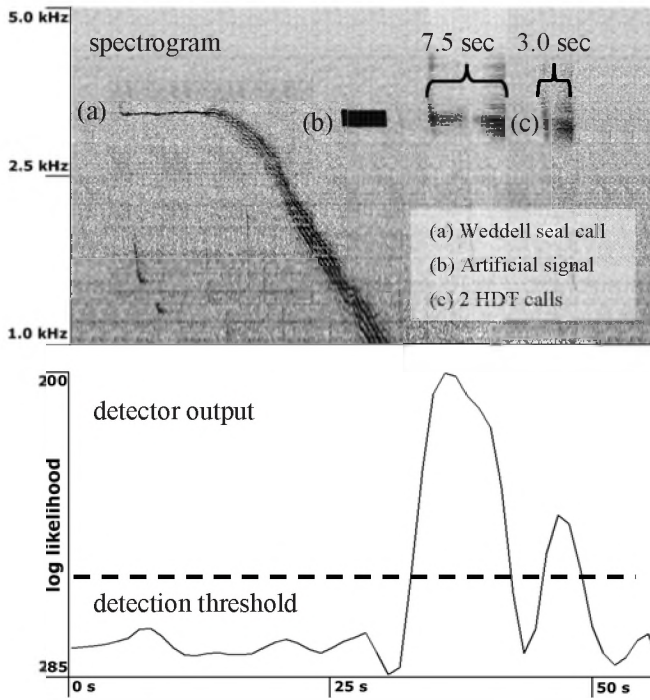 5.0 kHz
spectrogram
7.5 sec
3.0 sec
(a)
(b)
(c)
2.5 kHz
(a) Weddell seal call
(b) Artificial signal
(c) 2 HDT calls
1.0 kHz
200
detector output
log likelihood
detection threshold
285
0 s
25 s
50 s